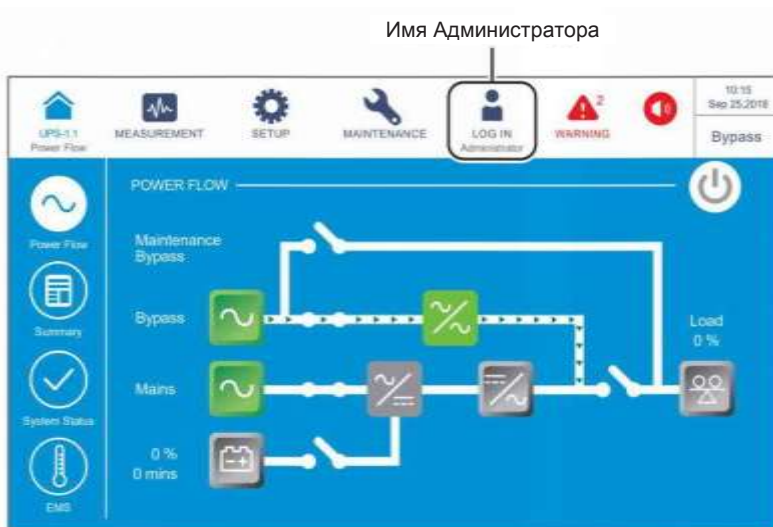 Имя Администратора
UPS-1.1
Power Flow
MEASUREMENT
SETUP
MAINTENANCE
LOG IN
Administrator
2
WARNING
10:15
Sep 25,2018
Bypass
POWER FLOW
Power Flow
Maintenance
Bypass
Summary
Bypass
Load
0 %
System Status
Mains
0 %
0 mins
EMS